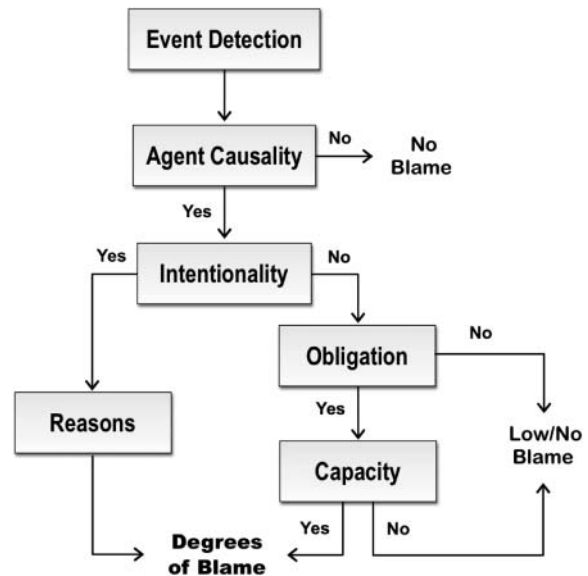 Event Detection
Agent Causality
No
No
Blame
Yes
Yes
Intentionality
No
Obligation
No
Reasons
Yes
Low/No
Blame
Capacity
Yes
No
Degrees
of Blame